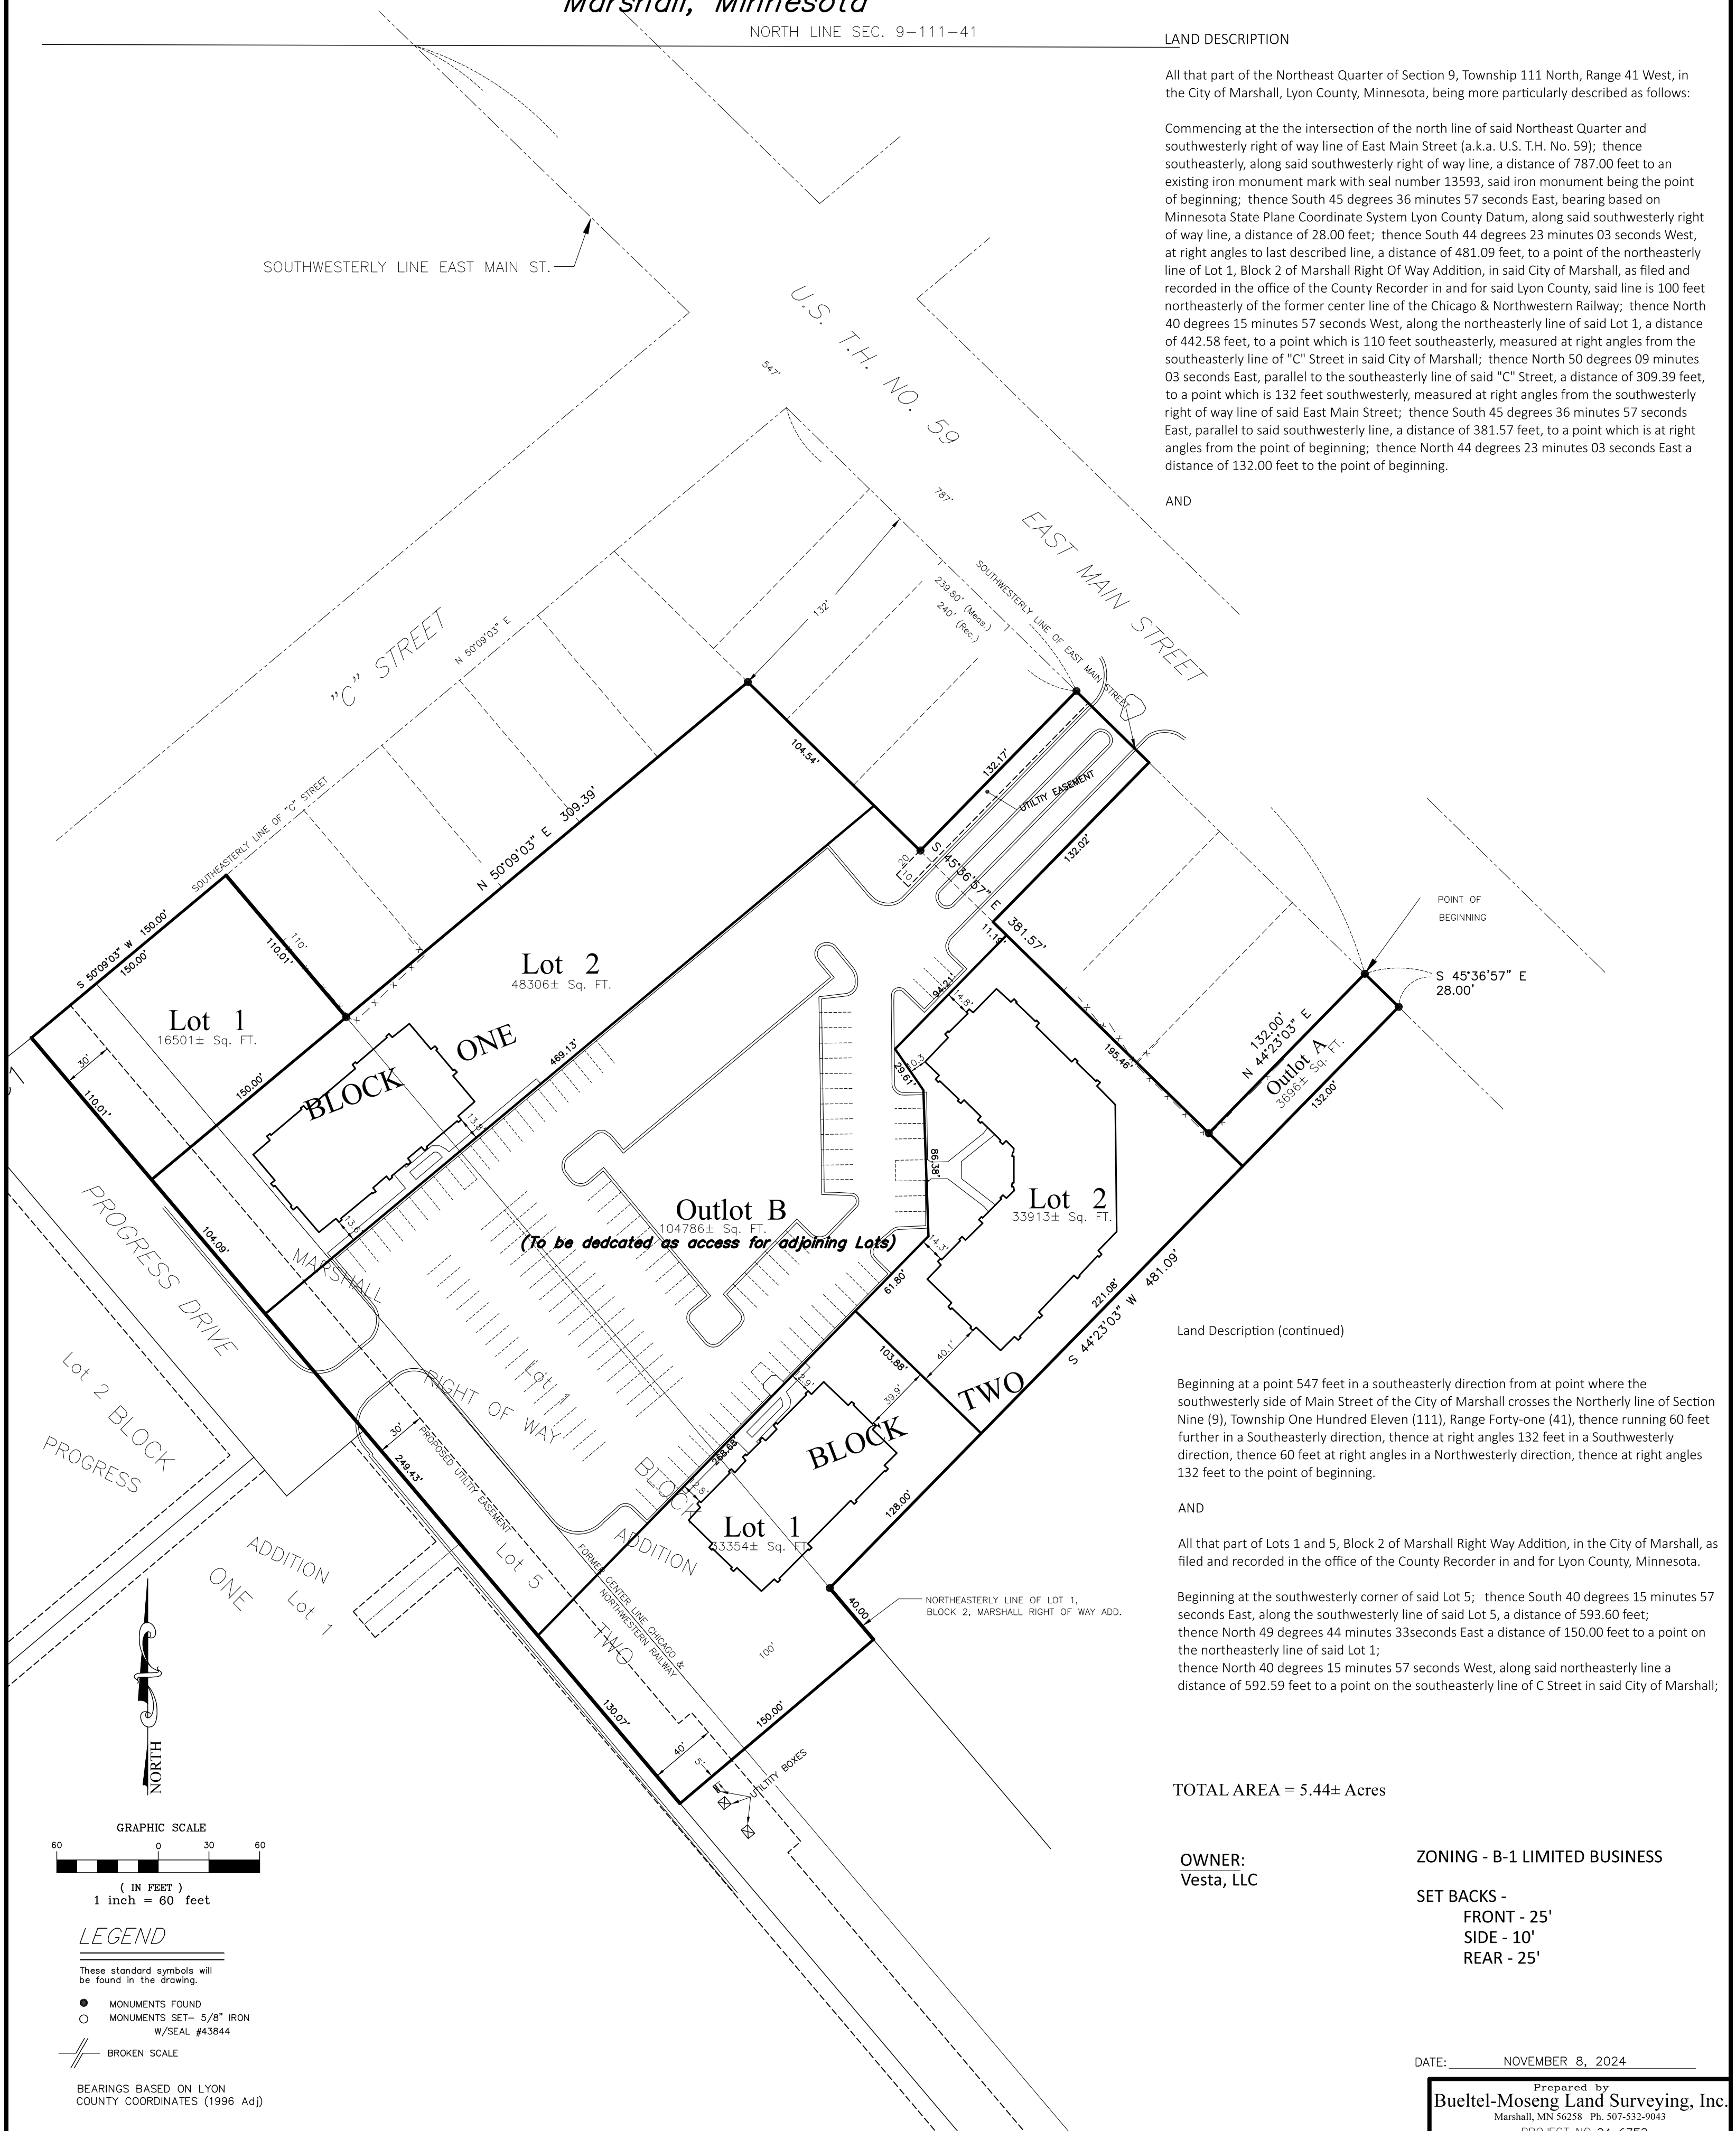 Marshall, Minnesota
NORTH LINE SEC. 9-111-41
LAND DESCRIPTION
All that part of the Northeast Quarter of Section 9, Township 111 North, Range 41 West, in
the City of Marshall, Lyon County, Minnesota, being more particularly described as follows:
Commencing at the the intersection of the north line of said Northeast Quarter and
southwesterly right of way line of East Main Street (a.k.a. U.S. T.H. No. 59); thence
southeasterly, along said southwesterly right of way line, a distance of 787.00 feet to an
existing iron monument mark with seal number 13593, said iron monument being the point
of beginning; thence South 45 degrees 36 minutes 57 seconds East, bearing based on
Minnesota State Plane Coordinate System Lyon County Datum, along said southwesterly right
of way line, a distance of 28.00 feet; thence South 44 degrees 23 minutes 03 seconds West,
at right angles to last described line, a distance of 481.09 feet, to a point of the northeasterly
line of Lot 1, Block 2 of Marshall Right Of Way Addition, in said City of Marshall, as filed and
recorded in the office of the County Recorder in and for said Lyon County, said line is 100 feet
northeasterly of the former center line of the Chicago & Northwestern Railway; thence North
40 degrees 15 minutes 57 seconds West, along the northeasterly line of said Lot 1, a distance
of 442.58 feet, to a point which is 110 feet southeasterly, measured at right angles from the
southeasterly line of "C" Street in said City of Marshall; thence North 50 degrees 09 minutes
03 seconds East, parallel to the southeasterly line of said "C" Street, a distance of 309.39 feet,
to a point which is 132 feet southwesterly, measured at right angles from the southwesterly
right of way line of said East Main Street; thence South 45 degrees 36 minutes 57 seconds
East, parallel to said southwesterly line, a distance of 381.57 feet, to a point which is at right
angles from the point of beginning; thence North 44 degrees 23 minutes 03 seconds East a
distance of 132.00 feet to the point of beginning.
AND
SOUTHWESTERLY LINE EAST MAIN ST.
U.S. T.H. NO. 59
EAST MAIN STREET
547'
787'
132'
239.80' (Meas.)
240' (Rec.)
SOUTHWESTERLY LINE OF EAST MAIN STREET
"C" STREET
N 50°09'03" E
SOUTHEASTERLY LINE OF "C" STREET
N 50°09'03" E 309.39'
104.54'
132.17'
UTILTIY EASEMENT
132.02'
20
10
S 45°36'57" E 381.57'
11.19'
94.21'
14.8'
29.61'
195.46'
POINT OF
BEGINNING
S 45°36'57" E
28.00'
132.00'
N 44°23'03" E
Outlot A
3696± Sq. FT.
132.00'
S 50°09'03" W 150.00'
150.00'
110'
110.01'
Lot 1
16501± Sq. FT.
30'
110.01'
150.00'
Lot 2
48306± Sq. FT.
BLOCK ONE
469.13'
13.8'
13.6'
104.09'
Outlot B
104786± Sq. FT.
(To be dedcated as access for adjoining Lots)
86.38'
Lot 2
33913± Sq. FT.
14.3'
61.80'
221.08'
S 44°23'03" W 481.09'
103.88'
40.1'
39.9'
BLOCK TWO
128.00'
268.68'
Lot 1
33354± Sq. FT.
40.00
NORTHEASTERLY LINE OF LOT 1,
BLOCK 2, MARSHALL RIGHT OF WAY ADD.
PROGRESS DRIVE
MARSHALL
RIGHT OF WAY
Lot 1
BLOCK
ADDITION
TWO
Lot 2 BLOCK
PROGRESS
ADDITION
ONE
Lot 1
30'
PROPOSED UTILTIY EASEMENT
249.43'
Lot 5
FORMER CENTER LINE CHICAGO &
NORTHWESTERN RAILWAY
100'
130.07'
150.00'
40'
5'
UTILTITY BOXES
Land Description (continued)
Beginning at a point 547 feet in a southeasterly direction from at point where the
southwesterly side of Main Street of the City of Marshall crosses the Northerly line of Section
Nine (9), Township One Hundred Eleven (111), Range Forty-one (41), thence running 60 feet
further in a Southeasterly direction, thence at right angles 132 feet in a Southwesterly
direction, thence 60 feet at right angles in a Northwesterly direction, thence at right angles
132 feet to the point of beginning.
AND
All that part of Lots 1 and 5, Block 2 of Marshall Right Way Addition, in the City of Marshall, as
filed and recorded in the office of the County Recorder in and for Lyon County, Minnesota.
Beginning at the southwesterly corner of said Lot 5; thence South 40 degrees 15 minutes 57
seconds East, along the southwesterly line of said Lot 5, a distance of 593.60 feet;
thence North 49 degrees 44 minutes 33seconds East a distance of 150.00 feet to a point on
the northeasterly line of said Lot 1;
thence North 40 degrees 15 minutes 57 seconds West, along said northeasterly line a
distance of 592.59 feet to a point on the southeasterly line of C Street in said City of Marshall;
TOTAL AREA = 5.44± Acres
OWNER:
Vesta, LLC
ZONING - B-1 LIMITED BUSINESS
SET BACKS -
FRONT - 25'
SIDE - 10'
REAR - 25'
NORTH
GRAPHIC SCALE
60 0 30 60
( IN FEET )
1 inch = 60 feet
LEGEND
These standard symbols will
be found in the drawing.
MONUMENTS FOUND
MONUMENTS SET- 5/8" IRON
W/SEAL #43844
BROKEN SCALE
BEARINGS BASED ON LYON
COUNTY COORDINATES (1996 Adj)
DATE: NOVEMBER 8, 2024
Prepared by
Bueltel-Moseng Land Surveying, Inc.
Marshall, MN 56258 Ph. 507-532-9043
PROJECT NO 24-6752